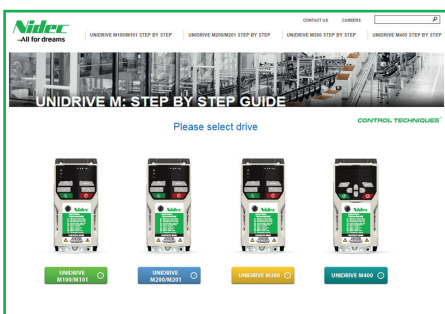 CONTACT US CAREERS
Nidec
-All for dreams
UNIDRIVE M100/M101 STEP BY STEP UNIDRIVE M200/M201 STEP BY STEP UNIDRIVE M300 STEP BY STEP UNIDRIVE M400 STEP BY STEP
UNIDRIVE M: STEP BY STEP GUIDE
Please select drive
CONTROL TECHNIQUES
UNIDRIVE
M100/M101
UNIDRIVE
M200/M201
UNIDRIVE M300
UNIDRIVE M400